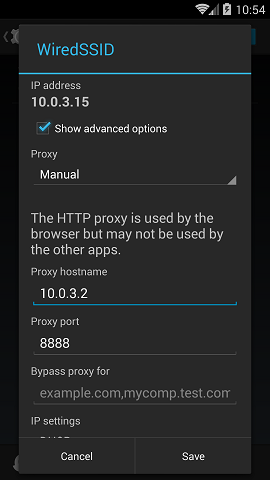 10:54
WiredSSID
IP address
10.0.3.15
Show advanced options
Proxy
Manual
The HTTP proxy is used by the
browser but may not be used by
the other apps.
Proxy hostname
10.0.3.2
Proxy port
8888
Bypass proxy for
example.com,mycomp.test.com
IP settings
Cancel
Save